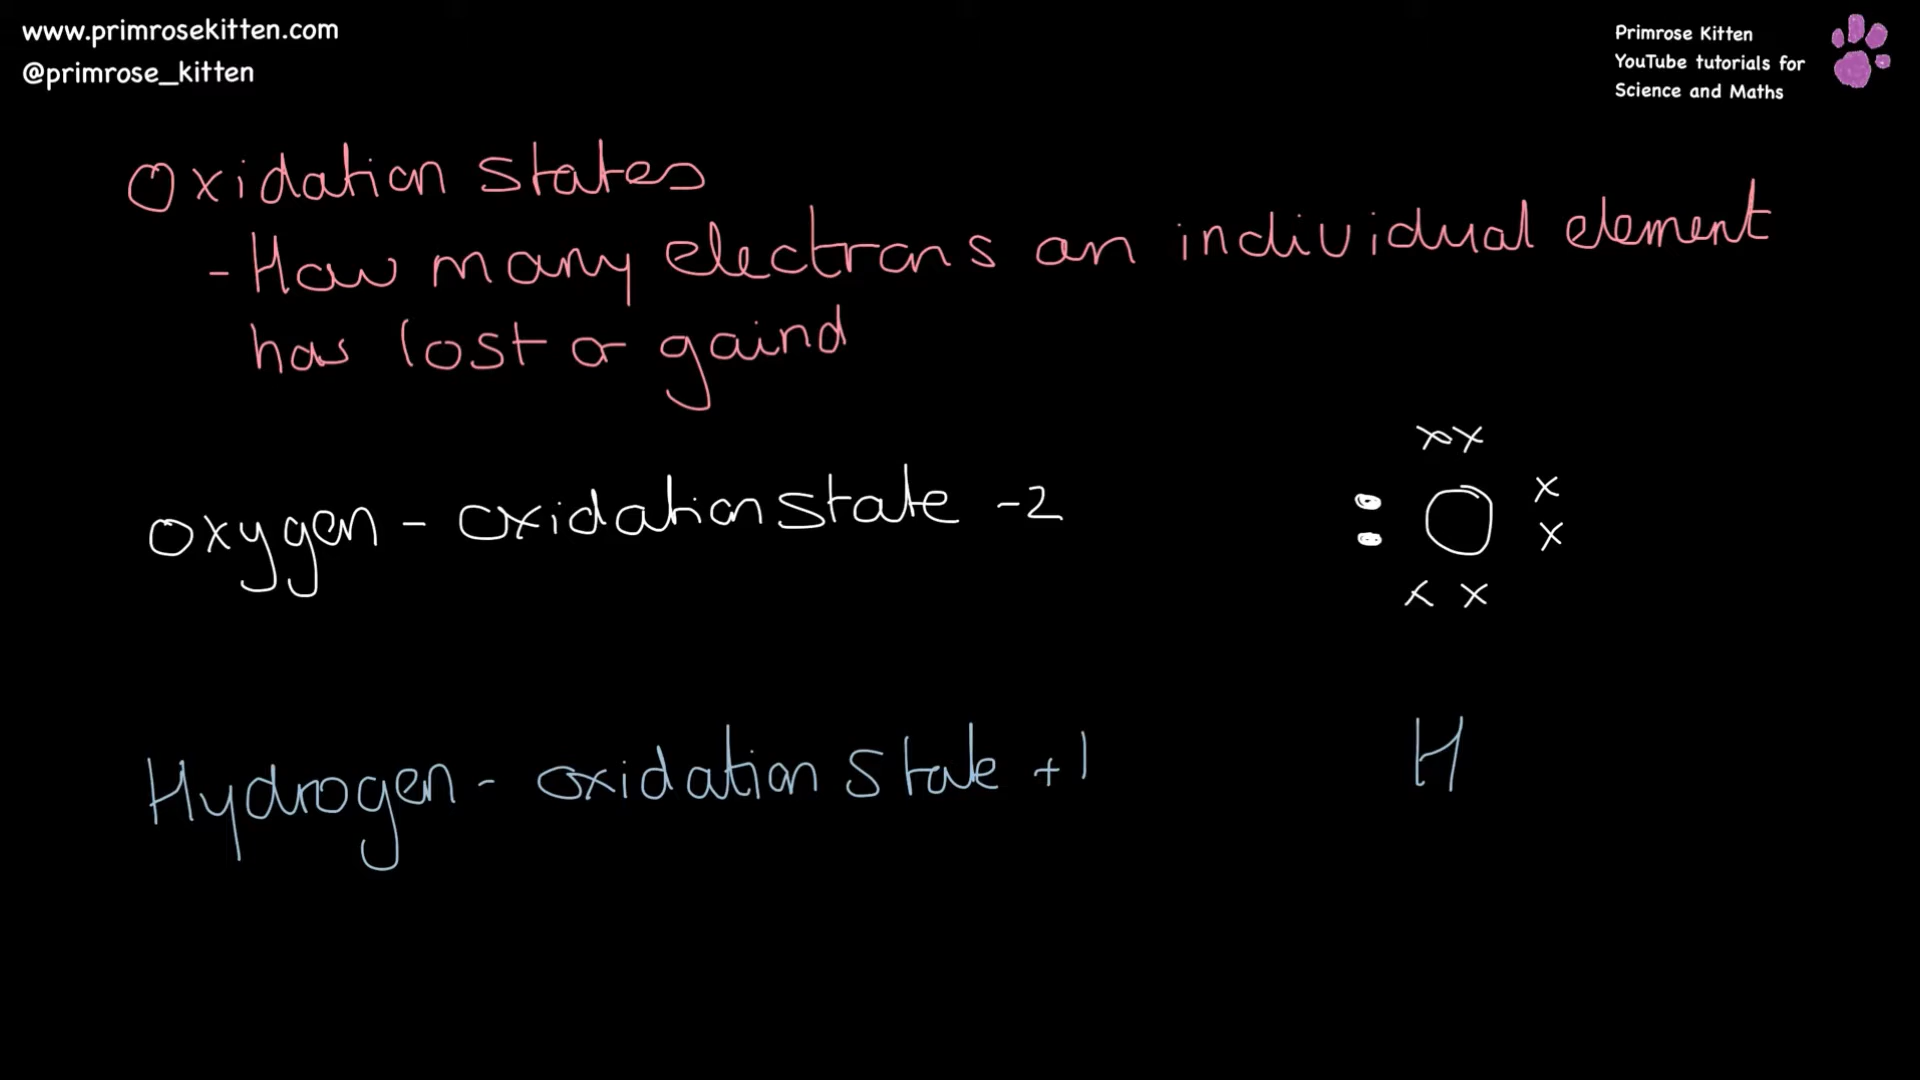 www.primrosekitten.com
@primrose_kitten
Primrose Kitten
YouTube tutorials for
Science and Maths
Oxidation states
- How many electrons an individual element
has lost or gaind
Oxygen - oxidation state -2
x x
x
x
x x
Hydrogen - oxidation state +1
H